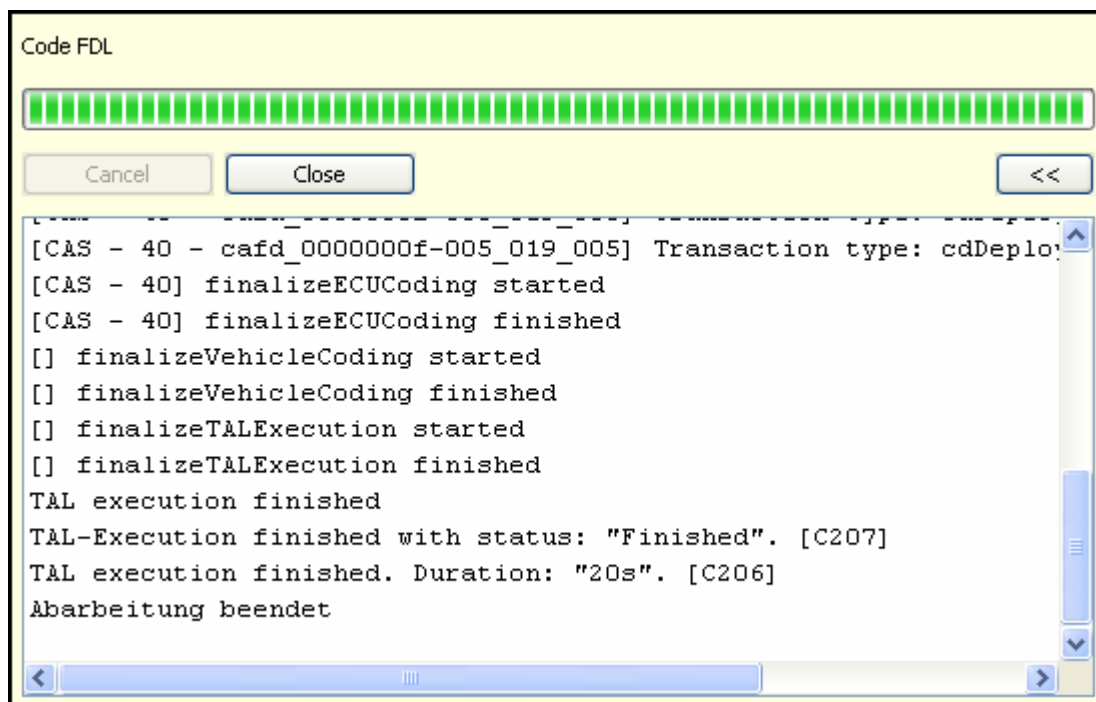 Code FDL
Cancel
Close
<<
[CAS - 40 - cafd_0000000f-005_019_005] Transaction type: cdDeplo
[CAS - 40] finalizeECUCoding started
[CAS - 40] finalizeECUCoding finished
[] finalizeVehicleCoding started
[] finalizeVehicleCoding finished
[] finalizeTALExecution started
[] finalizeTALExecution finished
TAL execution finished
TAL-Execution finished with status: "Finished". [C207]
TAL execution finished. Duration: "20s". [C206]
Abarbeitung beendet